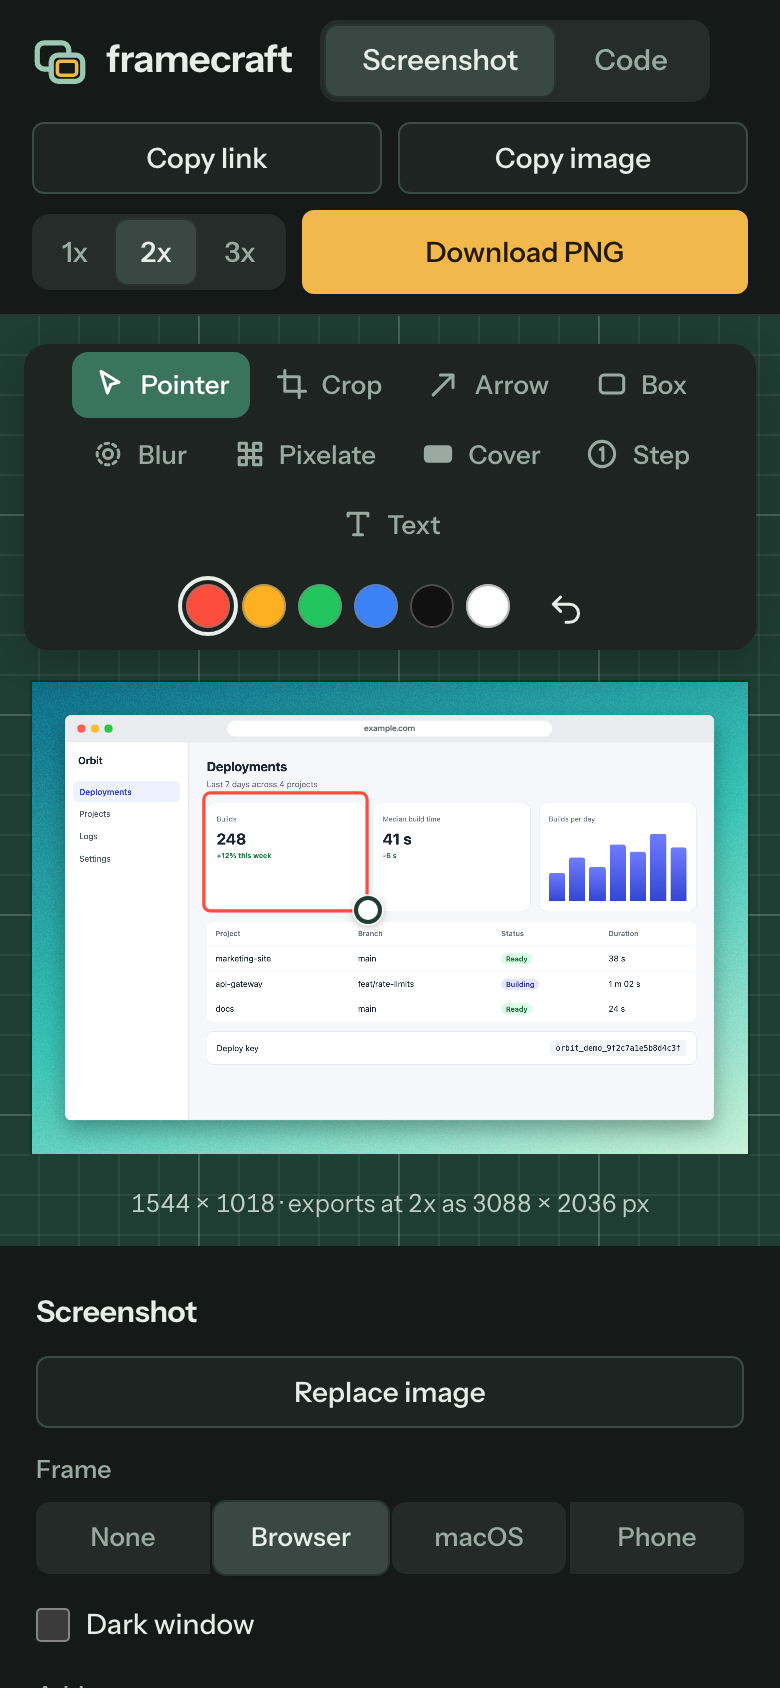 framecraft
Screenshot
Code
Copy link
Copy image
1x
2x
3x
Download PNG
Pointer
Crop
Arrow
Box
Blur
Pixelate
Cover
1
Step
Text
example.com
Orbit
Deployments
Projects
Logs
Settings
Deployments
Last 7 days across 4 projects
Builds
248
+12% this week
Median build time
41 s
-6 s
Builds per day
Project
Branch
Status
Duration
marketing-site
main
Ready
38 s
api-gateway
feat/rate-limits
Building
1 m 02 s
docs
main
Ready
24 s
Deploy key
orbit_demo_9f2c7a1e5b8d4c3f
1544 × 1018 · exports at 2x as 3088 × 2036 px
Screenshot
Replace image
Frame
None
Browser
macOS
Phone
Dark window